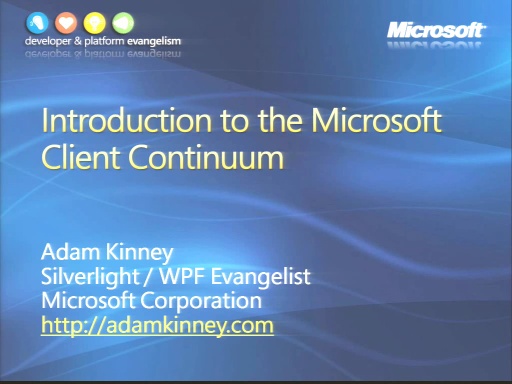 developer & platform evangelism
Microsoft
Introduction to the Microsoft
Client Continuum
Adam Kinney
Silverlight / WPF Evangelist
Microsoft Corporation
http://adamkinney.com